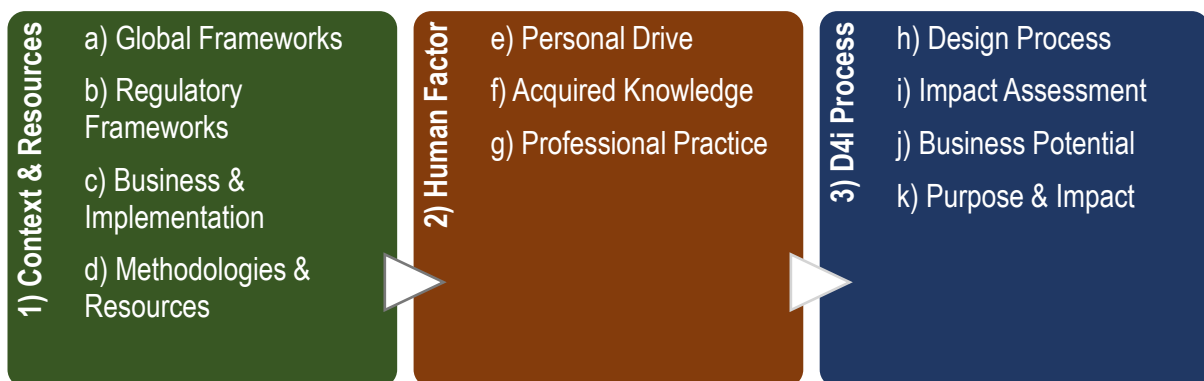 1) Context & Resources
a) Global Frameworks
b) Regulatory
Frameworks
c) Business &
Implementation
d) Methodologies &
Resources
2) Human Factor
e) Personal Drive
f) Acquired Knowledge
g) Professional Practice
3) D4i Process
h) Design Process
i) Impact Assessment
j) Business Potential
k) Purpose & Impact